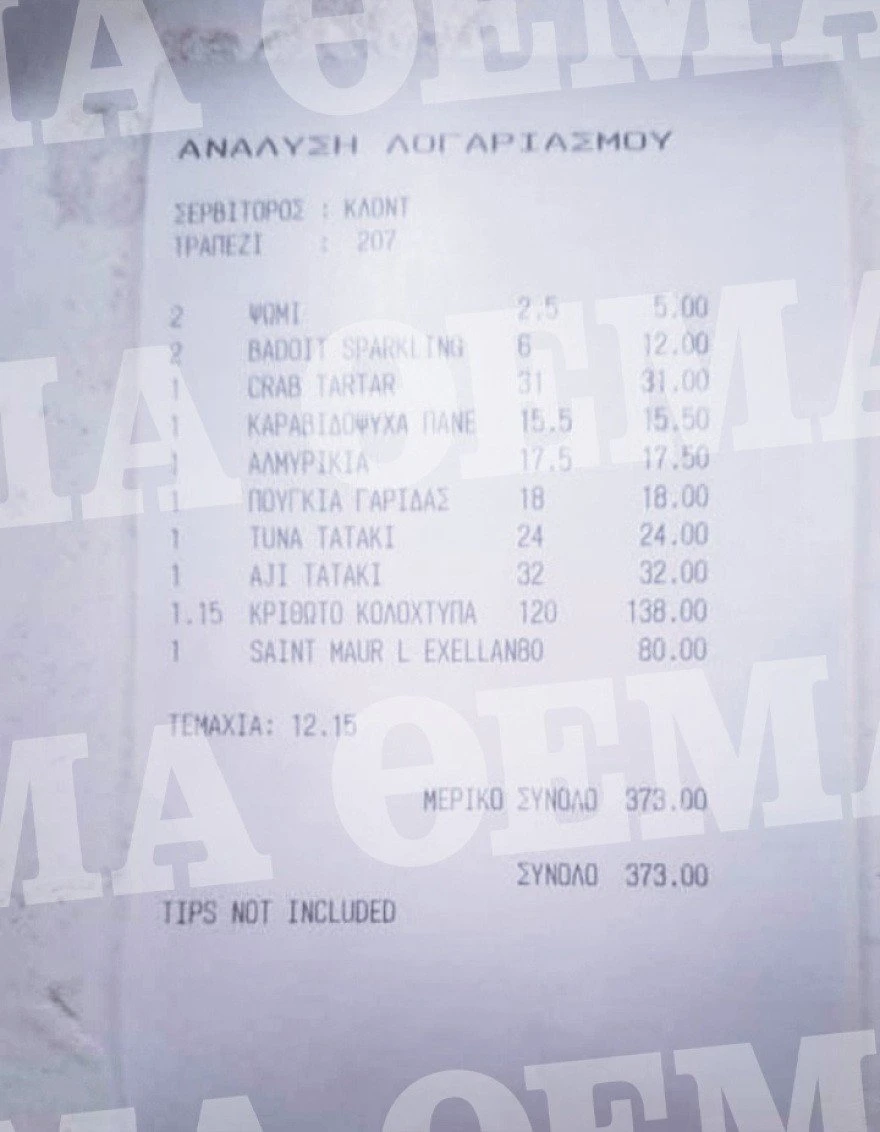 ΑΝΑΛΥΣΗ ΛΟΓΑΡΙΑΣΜΟΥ
ΣΕΡΒΙΤΟΡΟΣ : ΚΛΟΝΤ
ΤΡΑΠΕΖΙ : 207
2 ΨΩΜΙ 2.5 5.00
2 BADOIT SPARKLING 6 12.00
1 CRAB TARTAR 31 31.00
1 ΚΑΡΑΒΙΔΟΨΥΧΑ ΠΑΝΕ 15.5 15.50
1 ΑΛΜΥΡΙΚΙΑ 17.5 17.50
1 ΠΟΥΓΚΙΑ ΓΑΡΙΔΑΣ 18 18.00
1 TUNA TATAKI 24 24.00
1 AJI TATAKI 32 32.00
1.15 ΚΡΙΘΩΤΟ ΚΟΛΟΧΤΥΠΑ 120 138.00
1 SAINT MAUR L EXELLAN80 80.00
ΤΕΜΑΧΙΑ: 12.15
ΜΕΡΙΚΟ ΣΥΝΟΛΟ 373.00
ΣΥΝΟΛΟ 373.00
TIPS NOT INCLUDED
ΘΕΜΑ